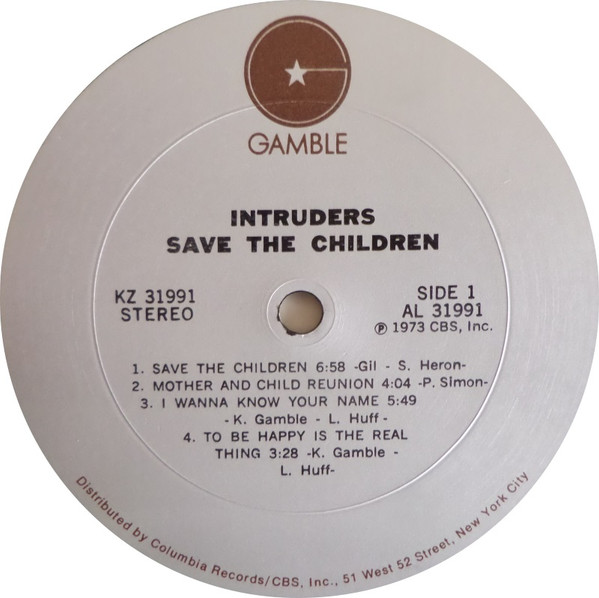 GAMBLE
INTRUDERS
SAVE THE CHILDREN
KZ 31991
STEREO
SIDE 1
AL 31991
℗ 1973 CBS, Inc.
1. SAVE THE CHILDREN 6:58 -Gil - S. Heron-
2. MOTHER AND CHILD REUNION 4:04 -P. Simon-
3. I WANNA KNOW YOUR NAME 5:49
-K. Gamble - L. Huff -
4. TO BE HAPPY IS THE REAL
THING 3:28 -K. Gamble -
L. Huff-
Distributed by Columbia Records/CBS, Inc., 51 West 52 Street, New York City